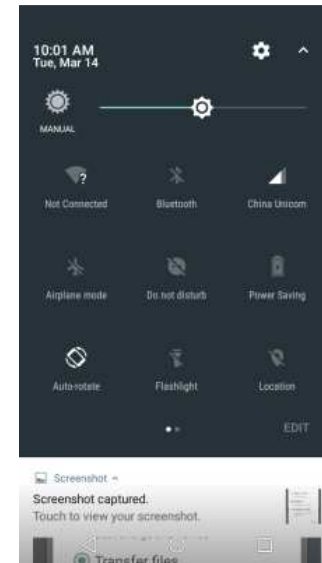 10:01 AM
Tue, Mar 14
MANUAL
?
Not Connected
Bluetooth
China Unicom
Airplane mode
Do not disturb
Power Saving
Auto-rotate
Flashlight
Location
EDIT
Screenshot
Screenshot captured.
Touch to view your screenshot.
Transfer files